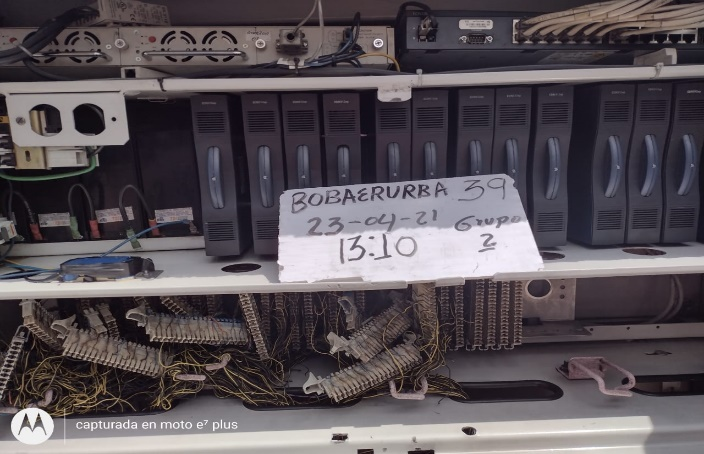 BOBAERURBA 39
23-04-21 Grupo
13:10 2
capturada en moto e⁷ plus